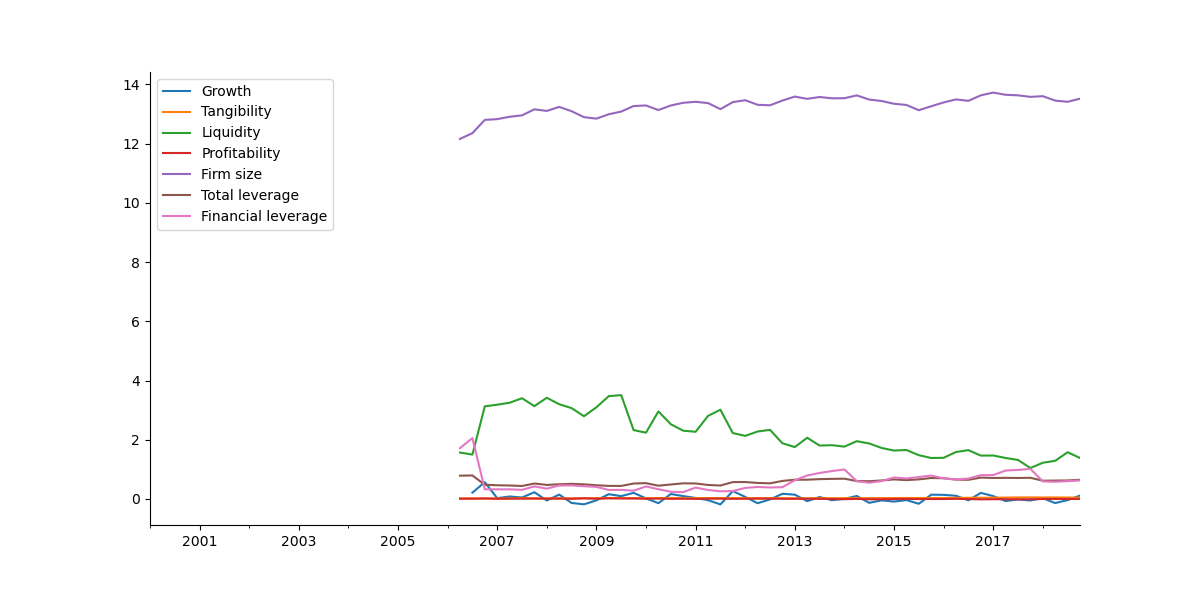 14
12
10
8
6
4
2
0
Growth
Tangibility
Liquidity
Profitability
Firm size
Total leverage
Financial leverage
2001 2003 2005 2007 2009 2011 2013 2015 2017